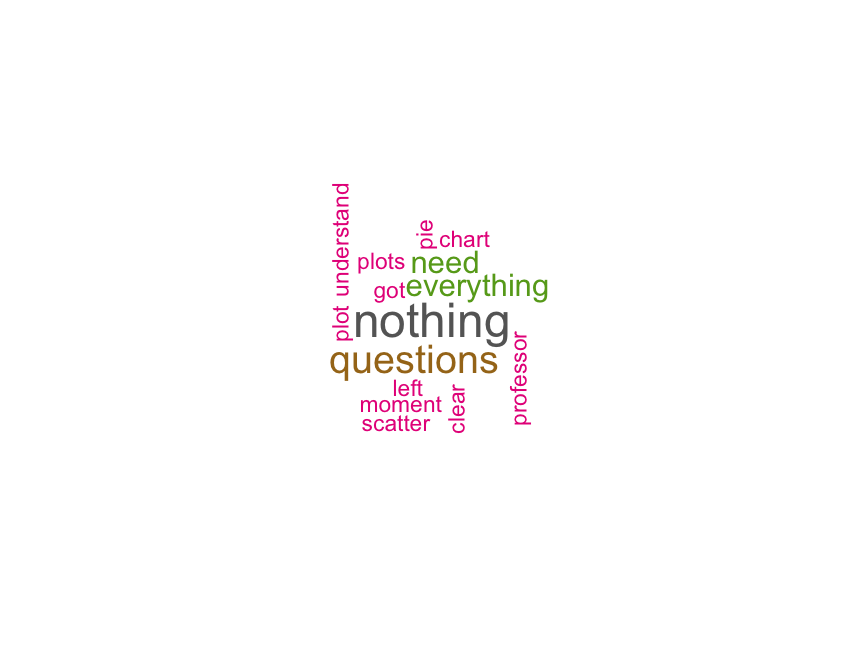 understand
pie
chart
plots
need
got
everything
plot
nothing
questions
professor
left
moment
clear
scatter